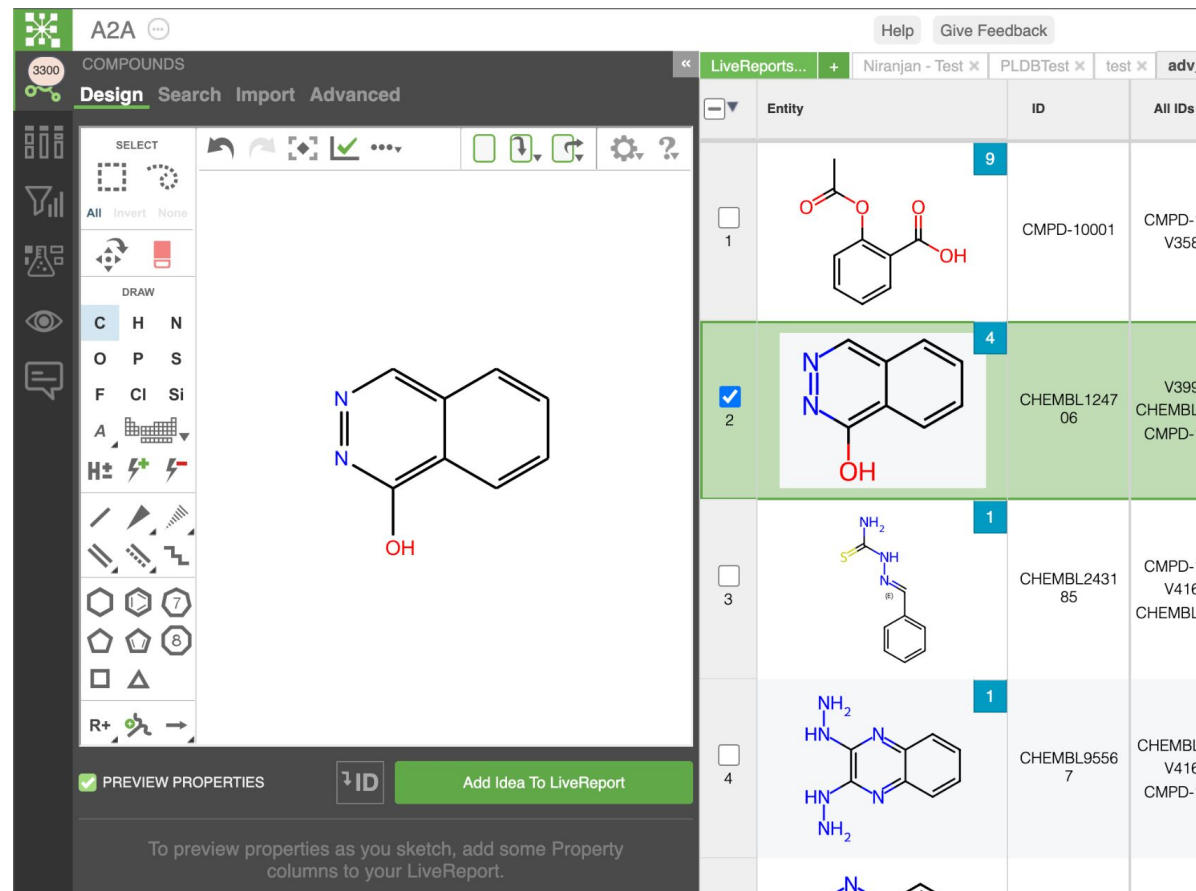 A2A
Help Give Feedback
3300
COMPOUNDS
«
Design Search Import Advanced
LiveReports... + Niranjan - Test × PLDBTest × test × adv
Entity ID All IDs
SELECT
All Invert None
DRAW
C H N
O P S
F Cl Si
A
H±
7
8
R+
N
N
OH
PREVIEW PROPERTIES
ID
Add Idea To LiveReport
To preview properties as you sketch, add some Property
columns to your LiveReport.
9
O O O
OH
1
CMPD-10001
CMPD-
V358
4
N
N
OH
2
CHEMBL1247
06
V399
CHEMBL
CMPD-
1
NH2
S NH
N
(E)
3
CHEMBL2431
85
CMPD-
V416
CHEMBL
1
NH2
HN N
HN N
NH2
4
CHEMBL9556
7
CHEMBL
V416
CMPD-
N